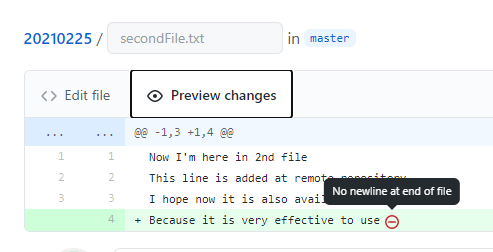 20210225 / secondFile.txt in master
Edit file Preview changes
... ... @@ -1,3 +1,4 @@
1 1 Now I'm here in 2nd file
2 2 This line is added at remote repository
No newline at end of file
3 3 I hope now it is also
4 + Because it is very effective to use